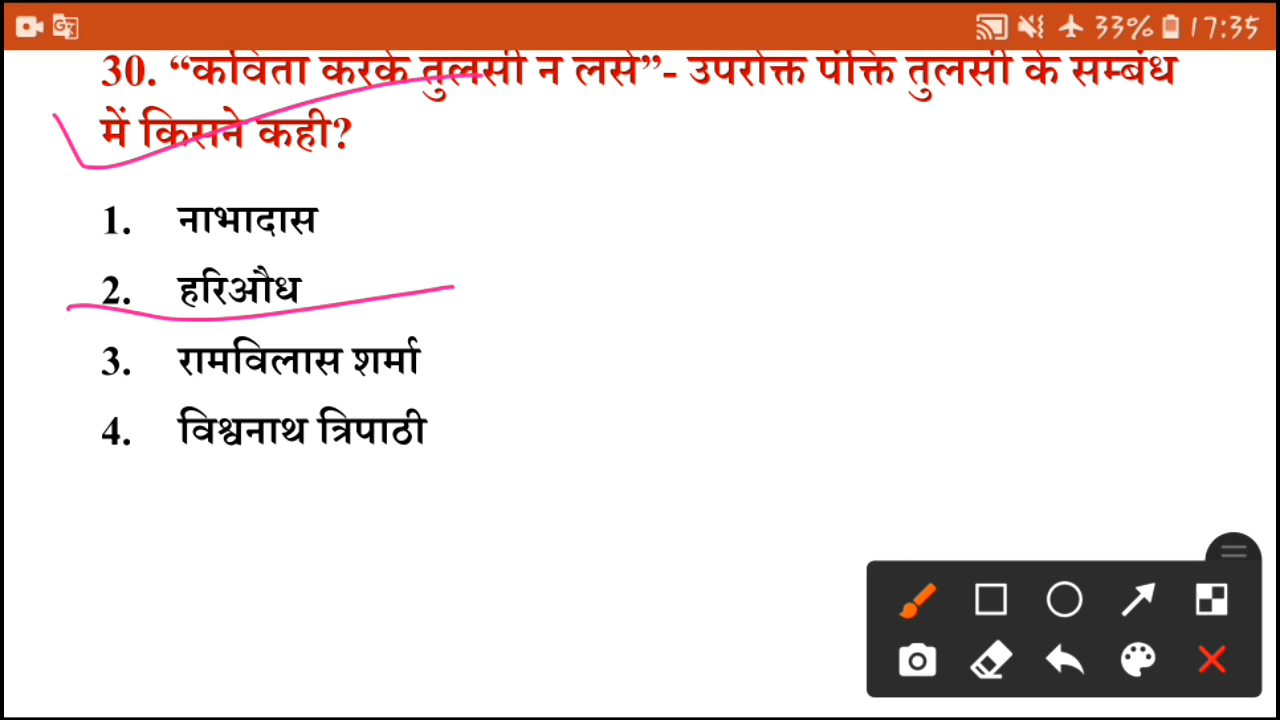 33% 17:35
30. “कविता करके तुलसी न लसे”- उपरोक्त पंक्ति तुलसी के सम्बंध
में किसने कही?
1. नाभादास
2. हरिऔध
3. रामविलास शर्मा
4. विश्वनाथ त्रिपाठी